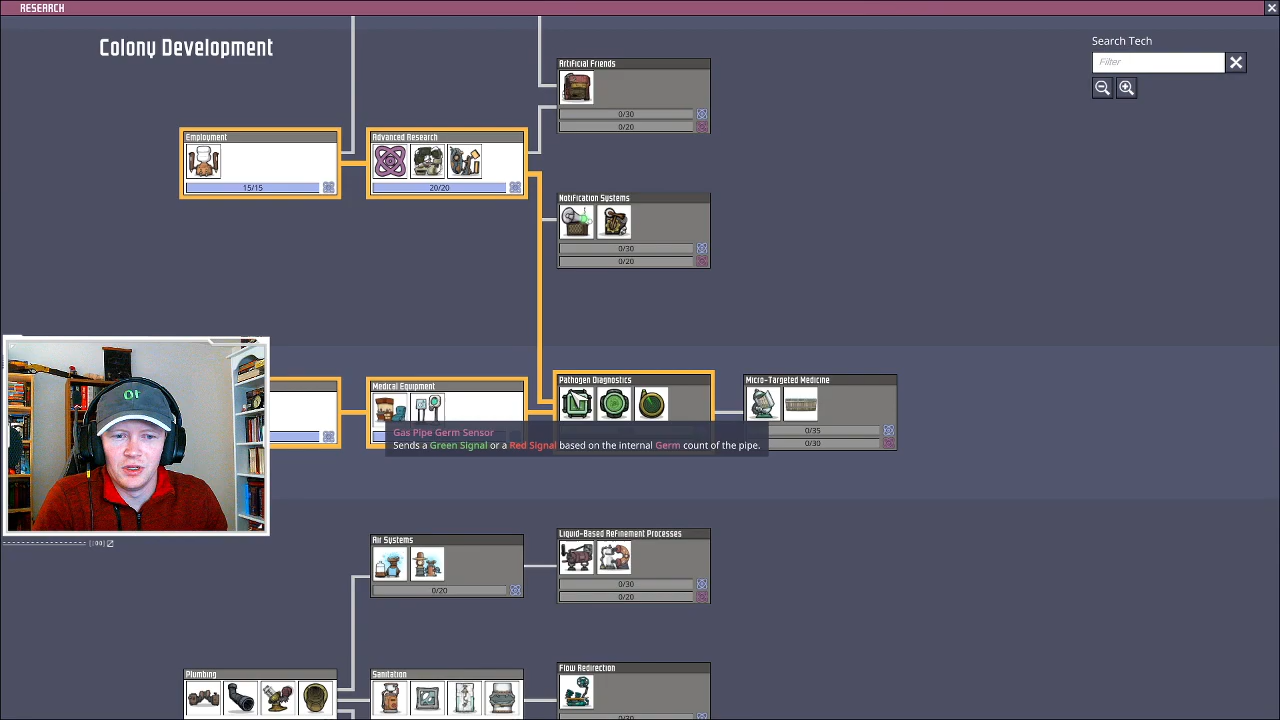 RESEARCH
Colony Development
Search Tech
Filter
Artificial Friends
0/30
0/20
Employment
15/15
Advanced Research
20/20
Notification Systems
0/30
0/20
Medical Equipment
Pathogen Diagnostics
Micro-Targeted Medicine
0/35
0/30
Gas Pipe Germ Sensor
Sends a Green Signal or a Red Signal based on the internal Germ count of the pipe.
Air Systems
0/20
Liquid-Based Refinement Processes
0/30
0/20
Plumbing
Sanitation
Flow Redirection
0/30